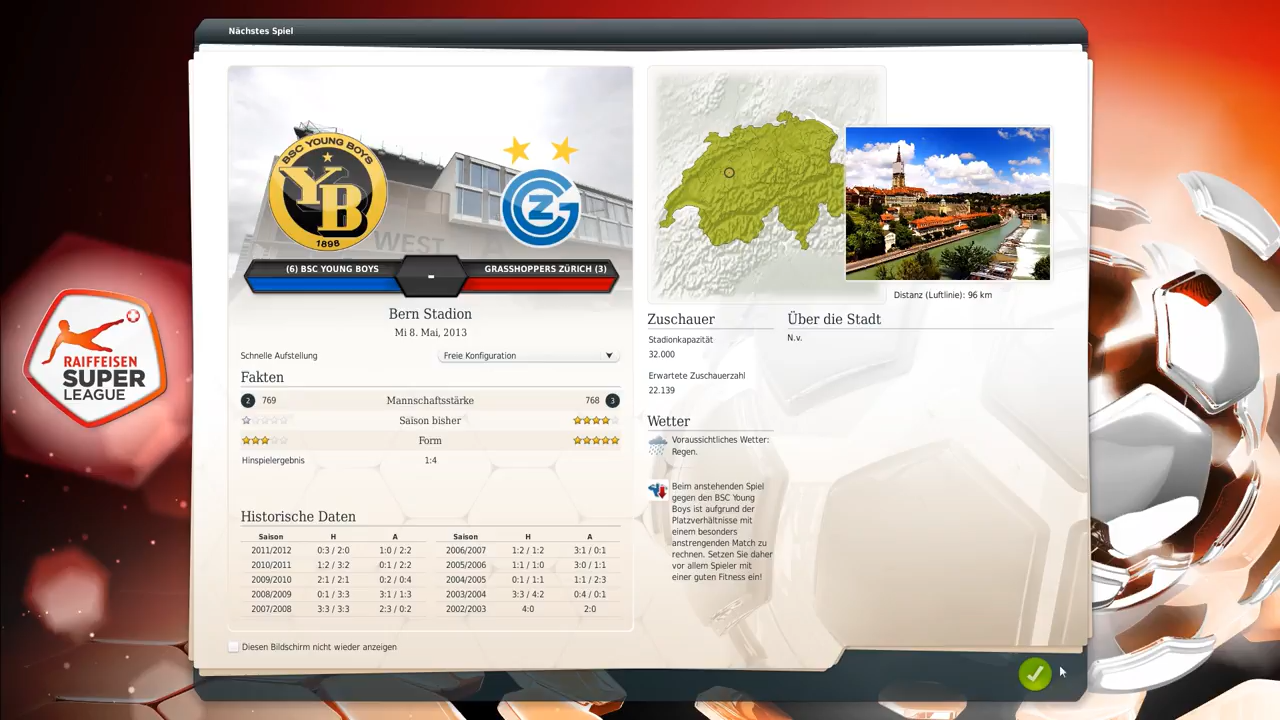 Nächstes Spiel
BSC YOUNG BOYS
YB
1898
GCZ
WEST
(6) BSC YOUNG BOYS
-
GRASSHOPPERS ZÜRICH (3)
Bern Stadion
Mi 8. Mai, 2013
Schnelle Aufstellung
Freie Konfiguration
Fakten
2 769 Mannschaftsstärke 768 3
Saison bisher
Form
Hinspielergebnis 1:4
Historische Daten
Saison H A Saison H A
2011/2012 0:3 / 2:0 1:0 / 2:2 2006/2007 1:2 / 1:2 3:1 / 0:1
2010/2011 1:2 / 3:2 0:1 / 2:2 2005/2006 1:1 / 1:0 3:0 / 1:1
2009/2010 2:1 / 2:1 0:2 / 0:4 2004/2005 0:1 / 1:1 1:1 / 2:3
2008/2009 0:1 / 3:3 3:1 / 1:3 2003/2004 3:3 / 4:2 0:4 / 0:1
2007/2008 3:3 / 3:3 2:3 / 0:2 2002/2003 4:0 2:0
Diesen Bildschirm nicht wieder anzeigen
Distanz (Luftlinie): 96 km
Zuschauer
Stadionkapazität
32.000
Erwartete Zuschauerzahl
22.139
Über die Stadt
N.v.
Wetter
Voraussichtliches Wetter:
Regen.
Beim anstehenden Spiel
gegen den BSC Young
Boys ist aufgrund der
Platzverhältnisse mit
einem besonders
anstrengenden Match zu
rechnen. Setzen Sie daher
vor allem Spieler mit
einer guten Fitness ein!
RAIFFEISEN
SUPER
LEAGUE